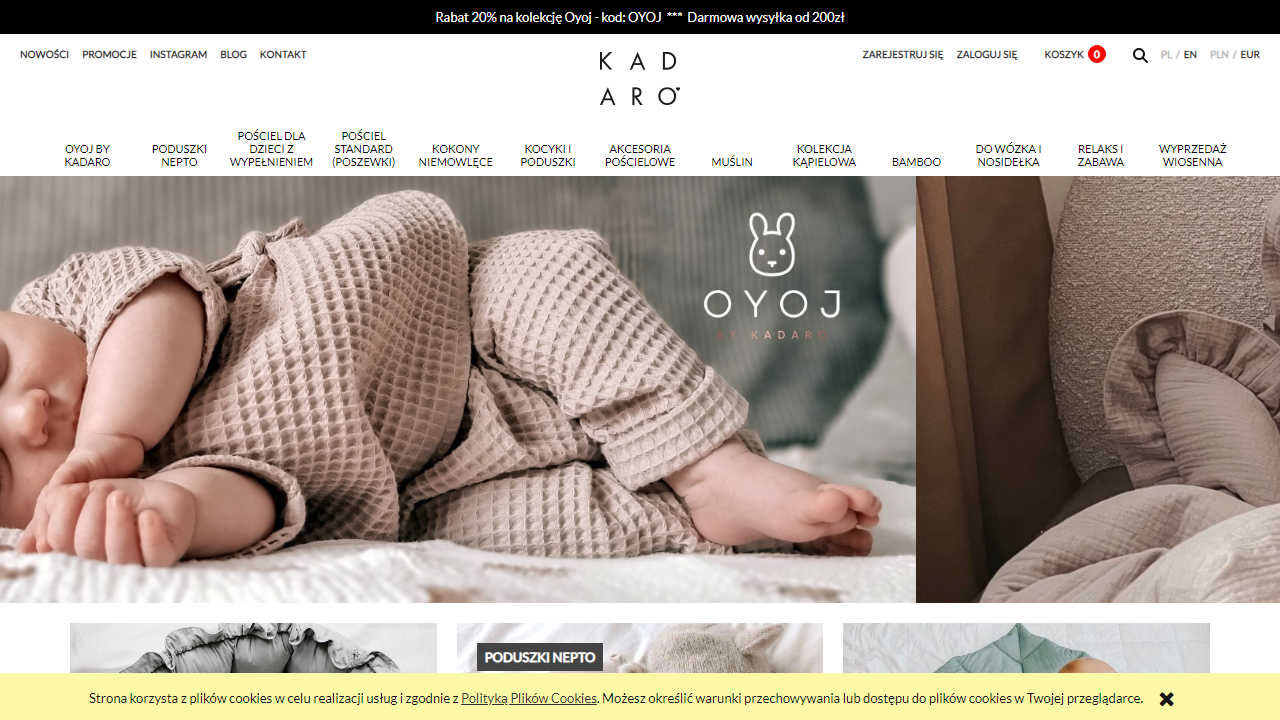 Rabat 20% na kolekcję Oyoj - kod: OYOJ *** Darmowa wysyłka od 200zł
NOWOŚCI PROMOCJE INSTAGRAM BLOG KONTAKT
KAD
ARO
ZAREJESTRUJ SIĘ ZALOGUJ SIĘ KOSZYK 0 PL / EN PLN / EUR
OYOJ BY
KADARO
PODUSZKI
NEPTO
POŚCIEL DLA
DZIECI Z
WYPEŁNIENIEM
POŚCIEL
STANDARD
(POSZEWKI)
KOKONY
NIEMOWLĘCE
KOCYKI I
PODUSZKI
AKCESORIA
POŚCIELOWE
MUŚLIN
KOLEKCJA
KĄPIELOWA
BAMBOO
DO WÓZKA I
NOSIDEŁKA
RELAKS I
ZABAWA
WYPRZEDAŻ
WIOSENNA
OYOJ
BY KADARO
PODUSZKI NEPTO
Strona korzysta z plików cookies w celu realizacji usług i zgodnie z Polityką Plików Cookies. Możesz określić warunki przechowywania lub dostępu do plików cookies w Twojej przeglądarce.